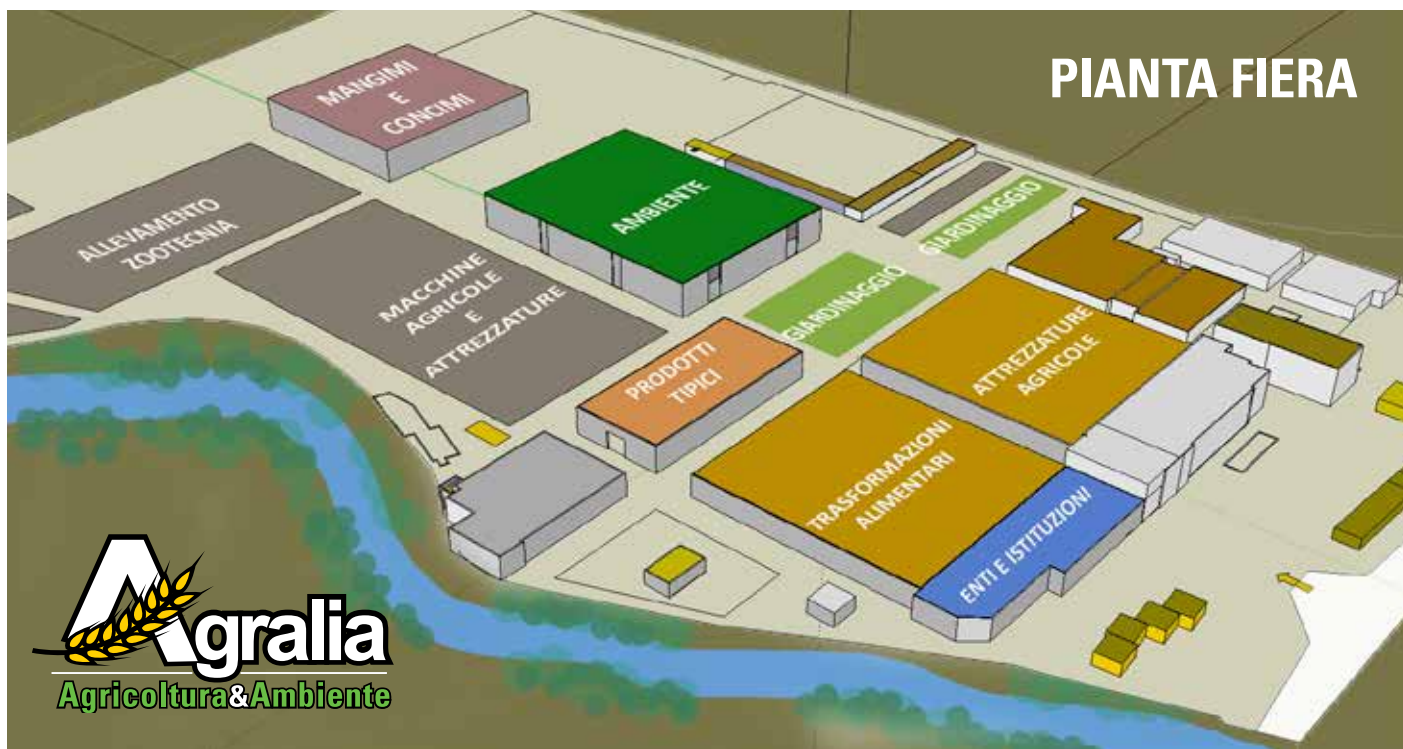 PIANTA FIERA
MANGIMI
E
CONCIMI
AMBIENTE
GIARDINAGGIO
ALLEVAMENTO
ZOOTECNIA
MACCHINE
AGRICOLE
E
ATTREZZATURE
GIARDINAGGIO
PRODOTTI
TIPICI
ATTREZZATURE
AGRICOLE
TRASFORMAZIONI
ALIMENTARI
ENTI E ISTITUZIONI
Agralia
Agricoltura&Ambiente